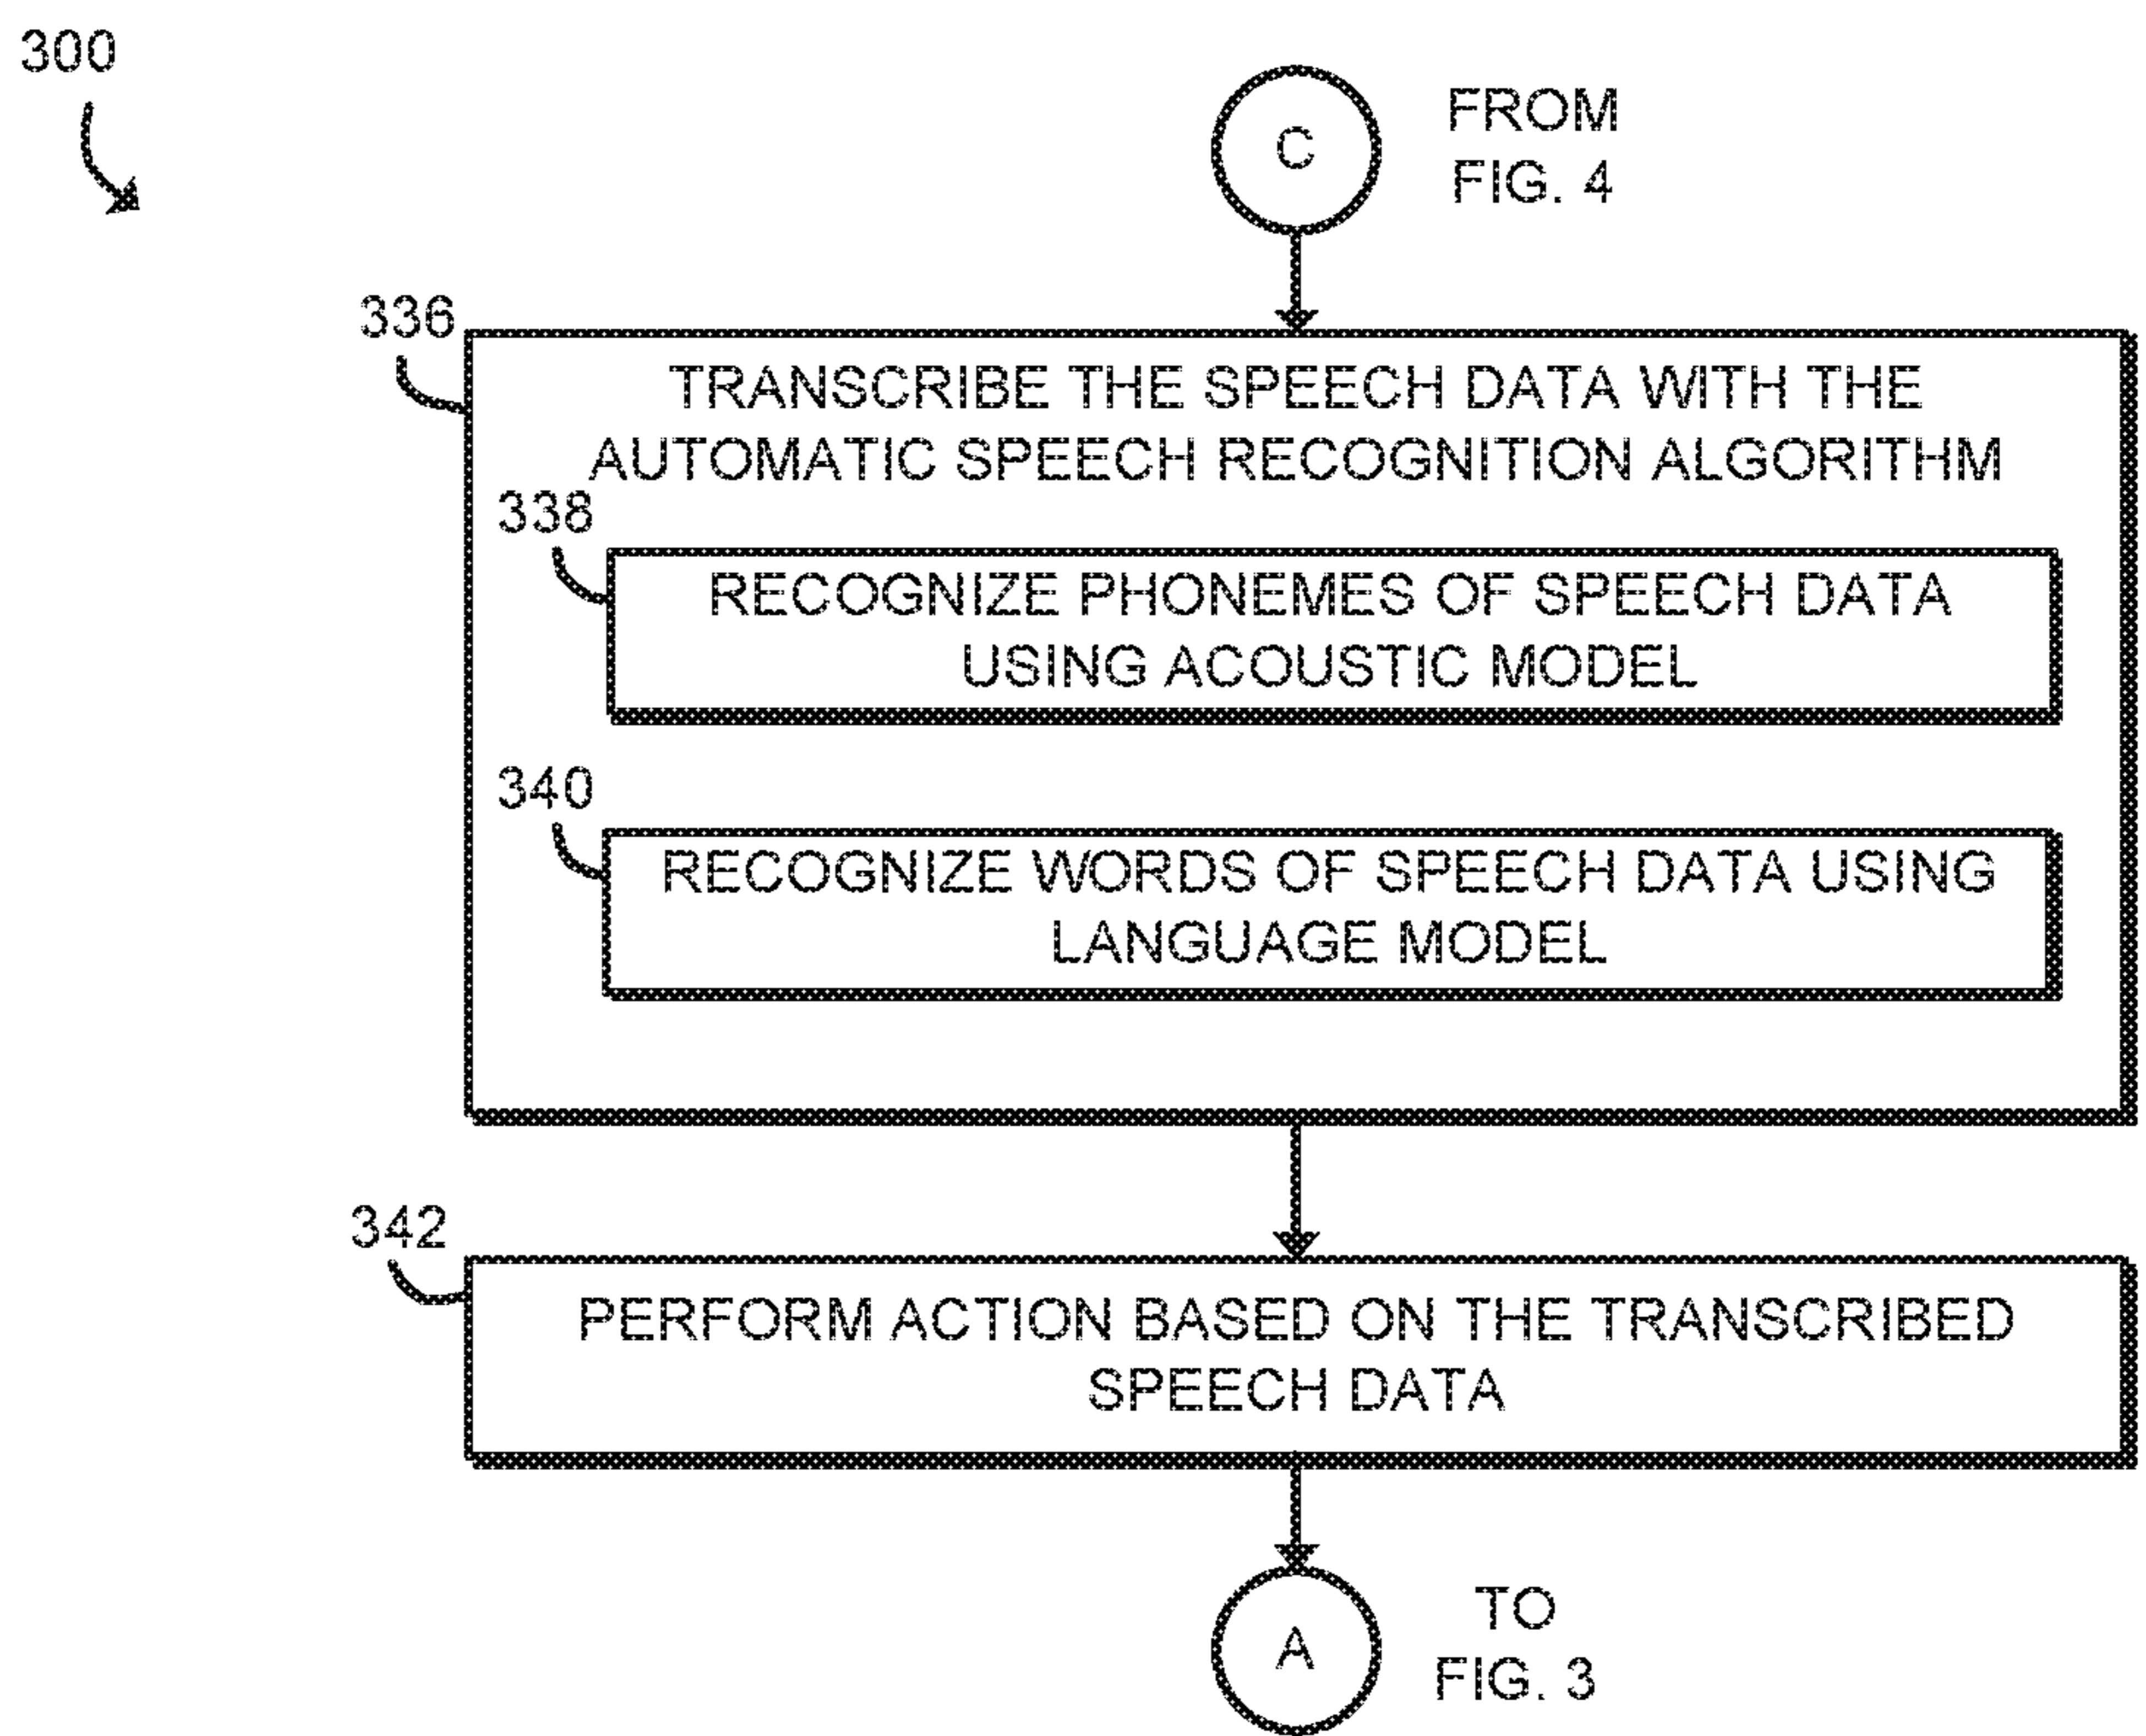 300
C
FROM
FIG. 4
336
TRANSCRIBE THE SPEECH DATA WITH THE
AUTOMATIC SPEECH RECOGNITION ALGORITHM
338
RECOGNIZE PHONEMES OF SPEECH DATA
USING ACOUSTIC MODEL
340
RECOGNIZE WORDS OF SPEECH DATA USING
LANGUAGE MODEL
342
PERFORM ACTION BASED ON THE TRANSCRIBED
SPEECH DATA
A
TO
FIG. 3